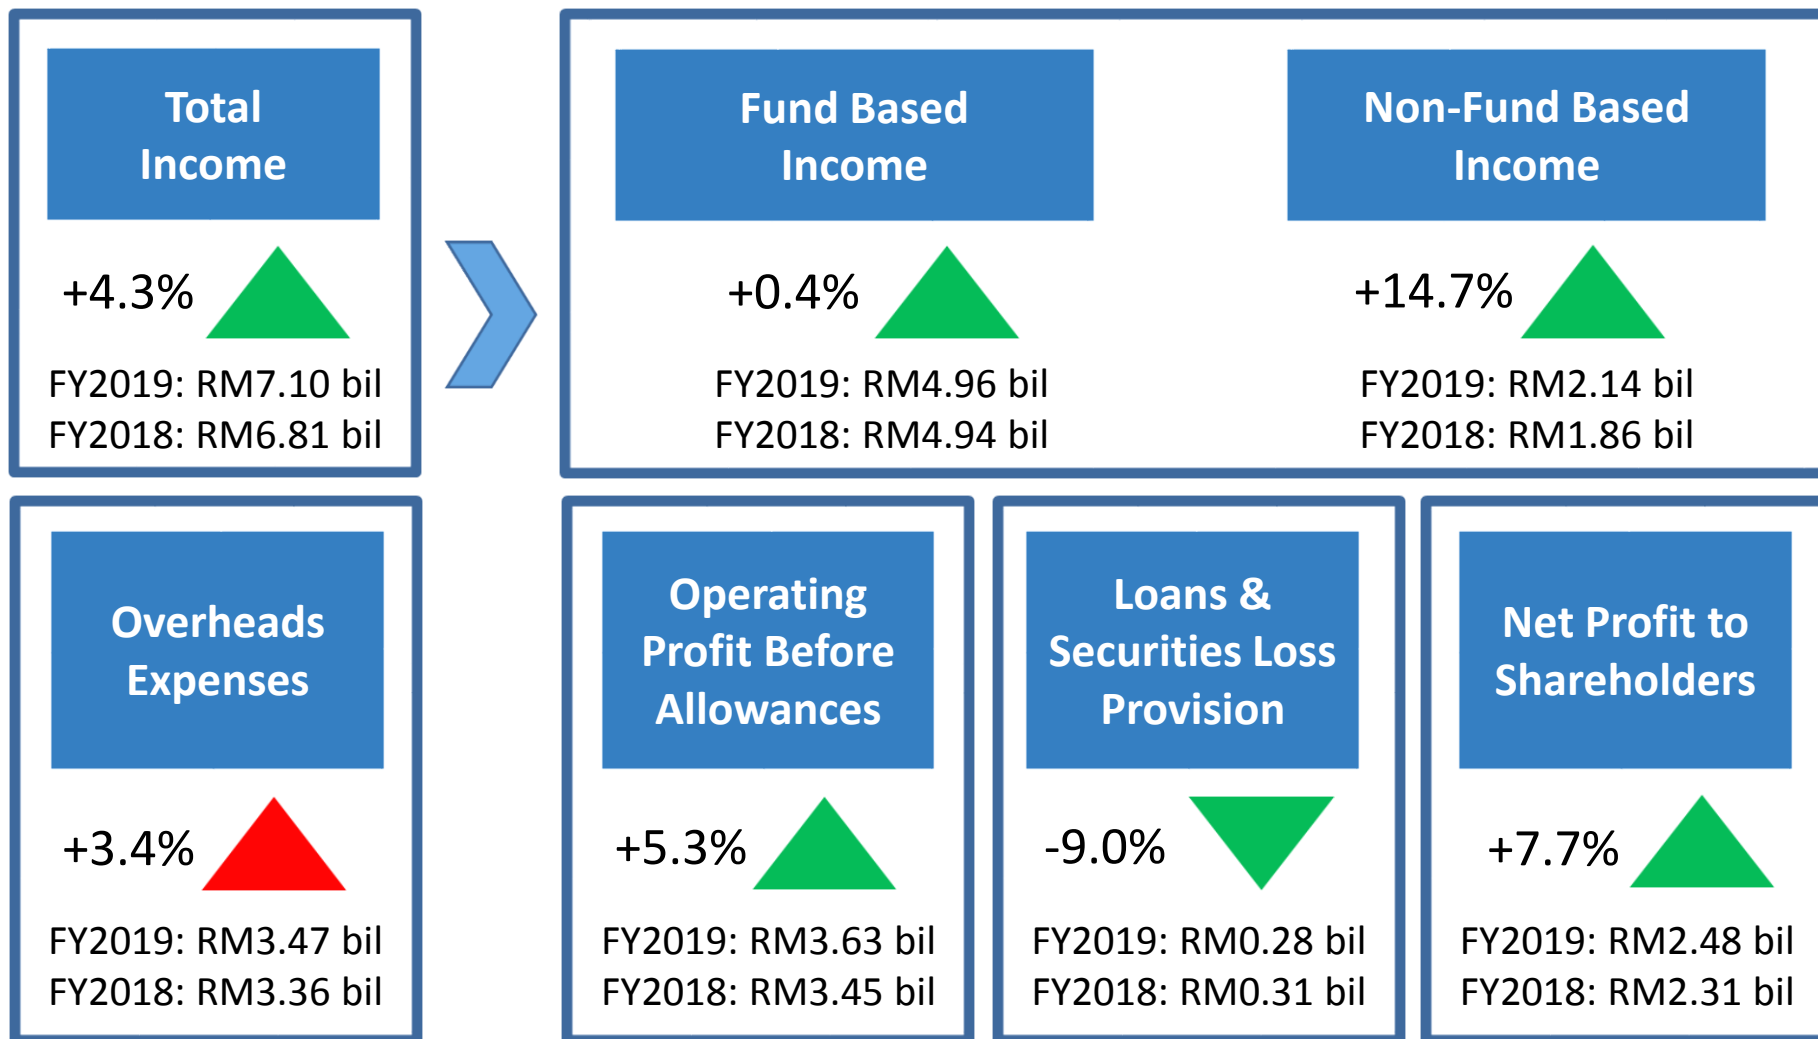 Total
Income
+4.3%
FY2019: RM7.10 bil
FY2018: RM6.81 bil
Fund Based
Income
+0.4%
FY2019: RM4.96 bil
FY2018: RM4.94 bil
Non-Fund Based
Income
+14.7%
FY2019: RM2.14 bil
FY2018: RM1.86 bil
Overheads
Expenses
+3.4%
FY2019: RM3.47 bil
FY2018: RM3.36 bil
Operating
Profit Before
Allowances
+5.3%
FY2019: RM3.63 bil
FY2018: RM3.45 bil
Loans &
Securities Loss
Provision
-9.0%
FY2019: RM0.28 bil
FY2018: RM0.31 bil
Net Profit to
Shareholders
+7.7%
FY2019: RM2.48 bil
FY2018: RM2.31 bil